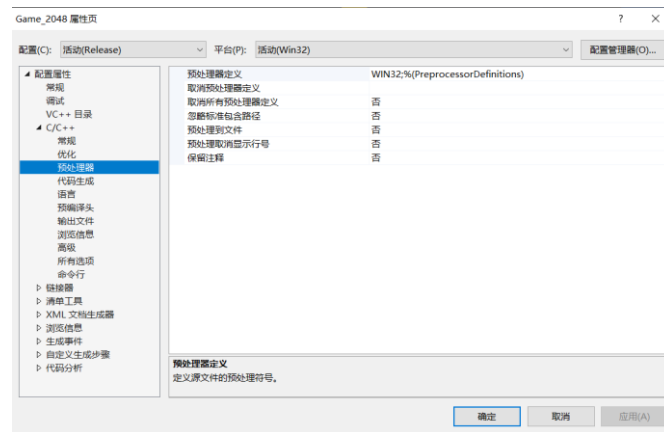 Game_2048 属性页
? ×
配置(C): 活动(Release) 平台(P): 活动(Win32) 配置管理器(O)...
配置属性
常规
调试
VC++ 目录
C/C++
常规
优化
预处理器
代码生成
语言
预编译头
输出文件
浏览信息
高级
所有选项
命令行
链接器
清单工具
XML 文档生成器
浏览信息
生成事件
自定义生成步骤
代码分析
预处理器定义 WIN32;%(PreprocessorDefinitions)
取消预处理器定义
取消所有预处理器定义 否
忽略标准包含路径 否
预处理到文件 否
预处理取消显示行号 否
保留注释 否
预处理器定义
定义源文件的预处理符号。
确定 取消 应用(A)